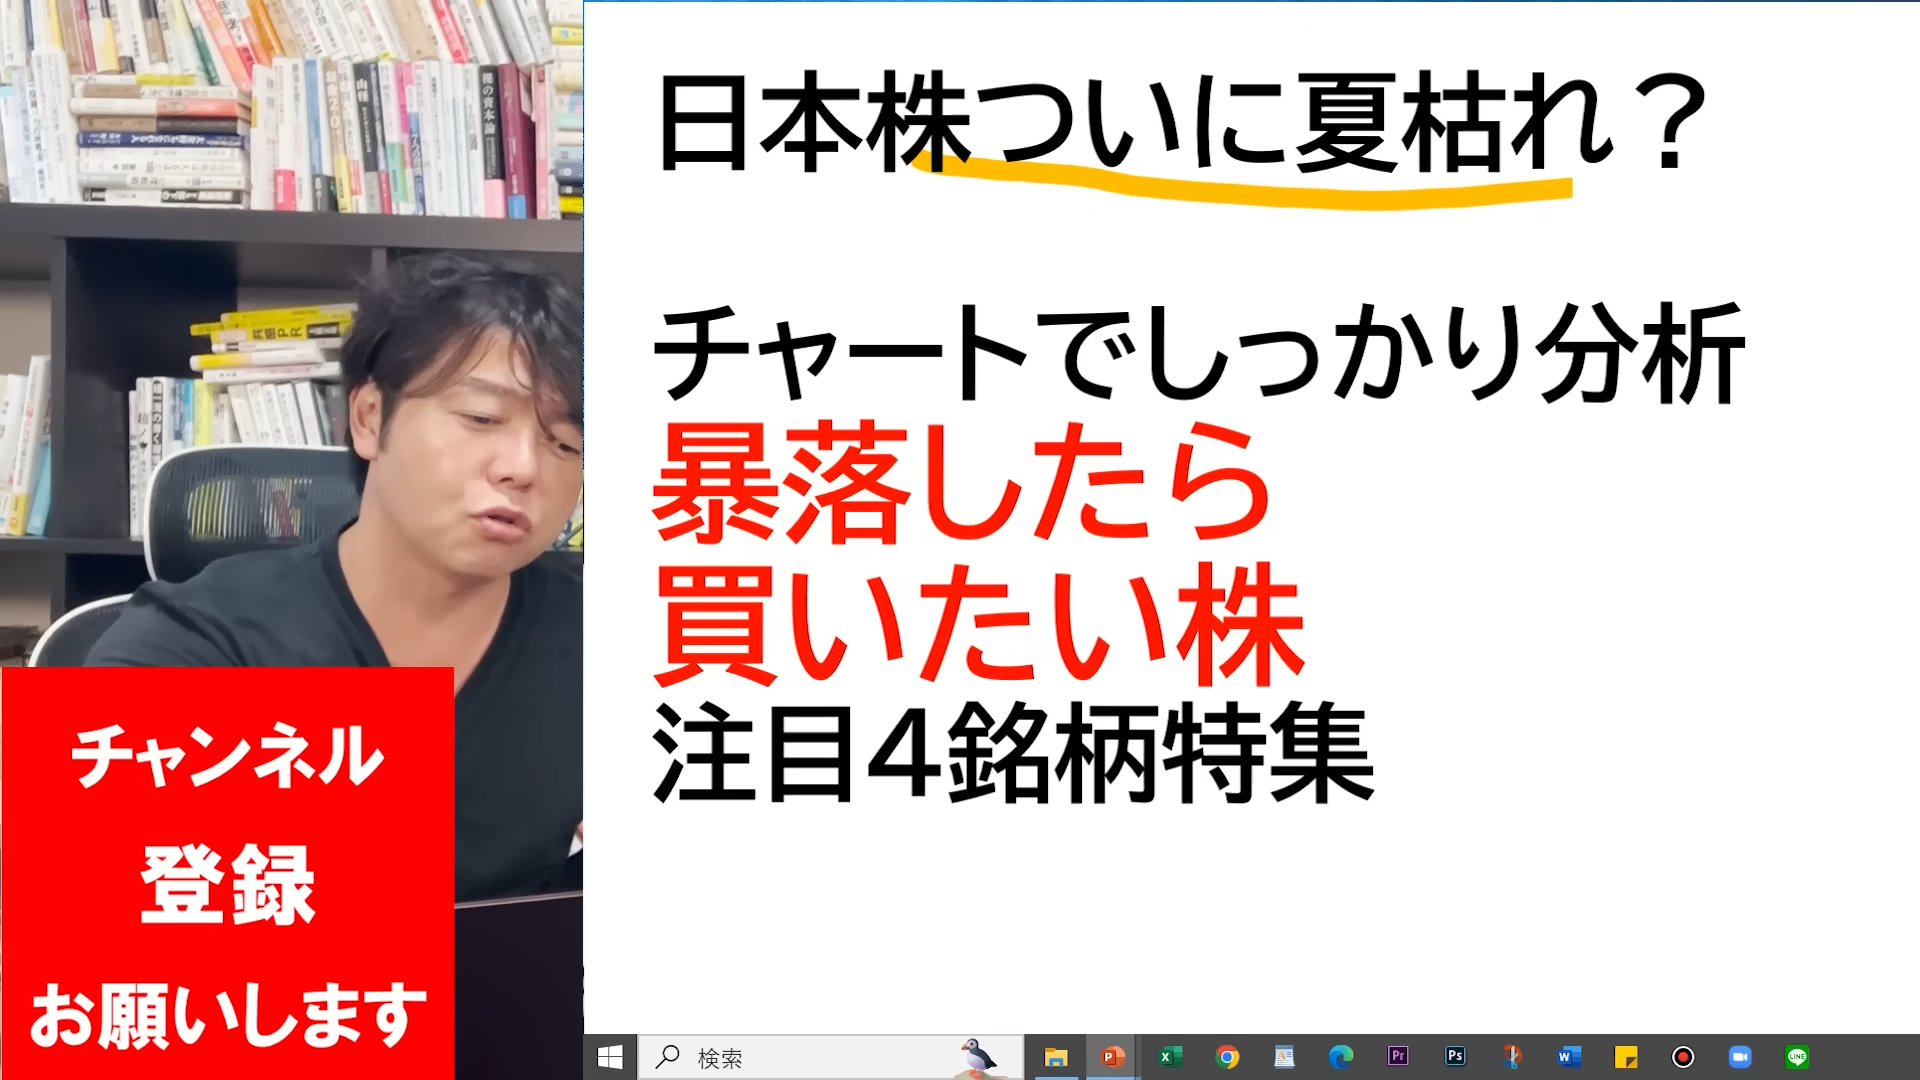 日本株ついに夏枯れ？
チャートでしっかり分析
暴落したら
買いたい株
注目4銘柄特集
チャンネル
登録
お願いします
検索